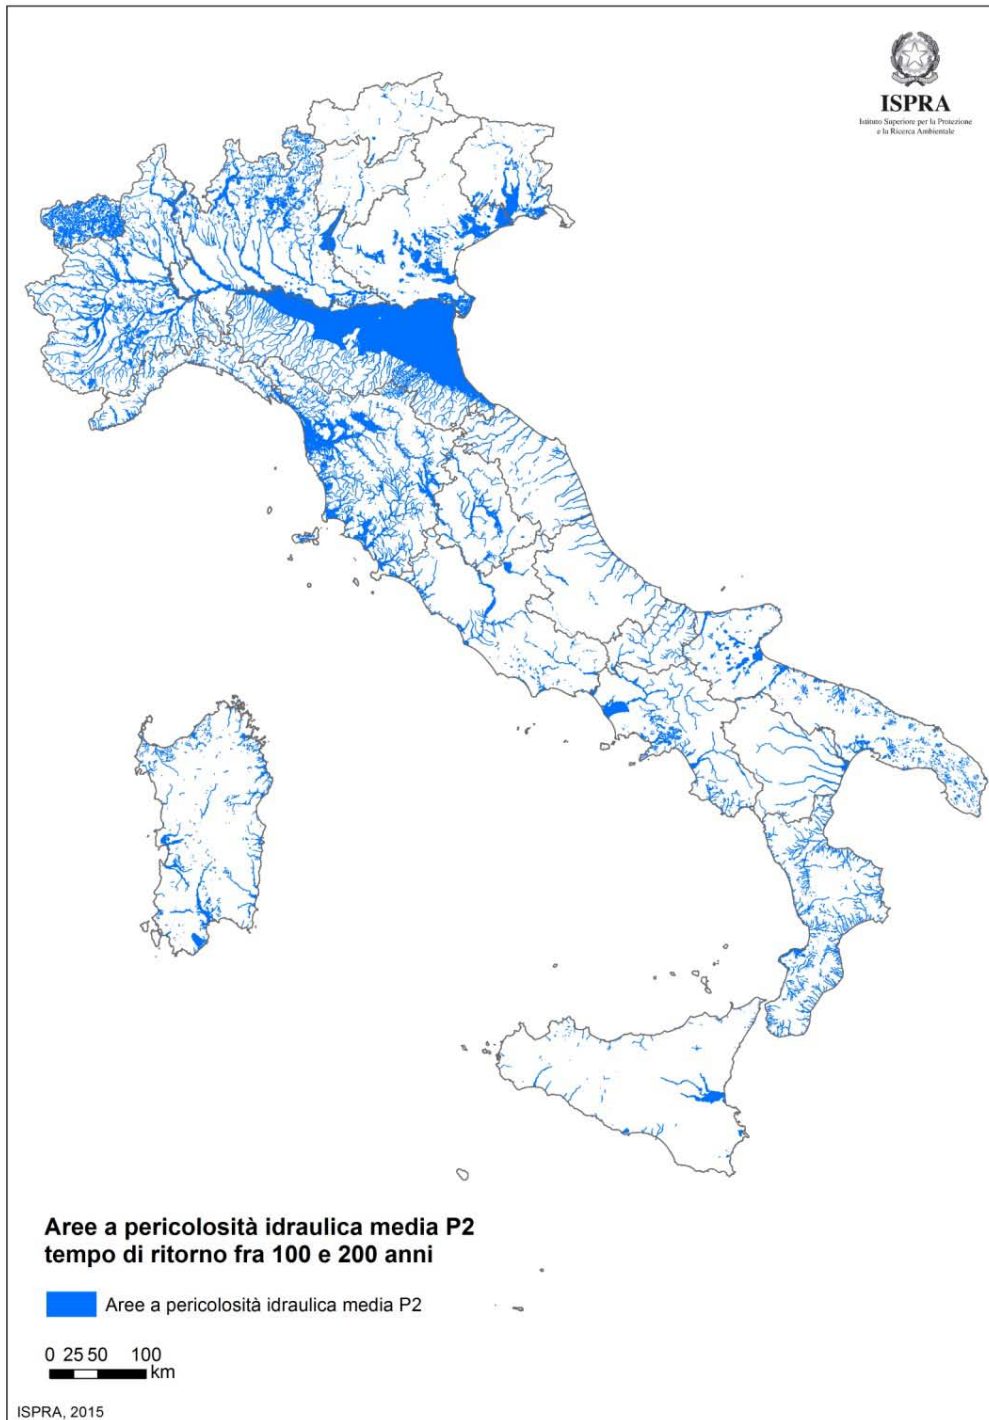 ISPRA
Istituto Superiore per la Protezione
e la Ricerca Ambientale
Aree a pericolosità idraulica media P2
tempo di ritorno fra 100 e 200 anni
Aree a pericolosità idraulica media P2
0 25 50 100
km
ISPRA, 2015